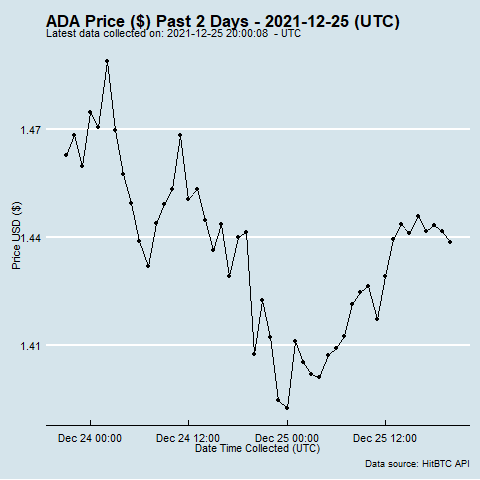 ADA Price ($) Past 2 Days - 2021-12-25 (UTC)
Latest data collected on: 2021-12-25 20:00:08 - UTC
1.47
1.44
1.41
Price USD ($)
Dec 24 00:00 Dec 24 12:00 Dec 25 00:00 Dec 25 12:00
Date Time Collected (UTC)
Data source: HitBTC API